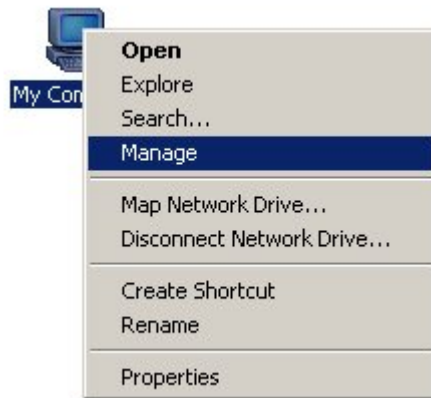 My Con
Open
Explore
Search...
Manage
Map Network Drive...
Disconnect Network Drive...
Create Shortcut
Rename
Properties